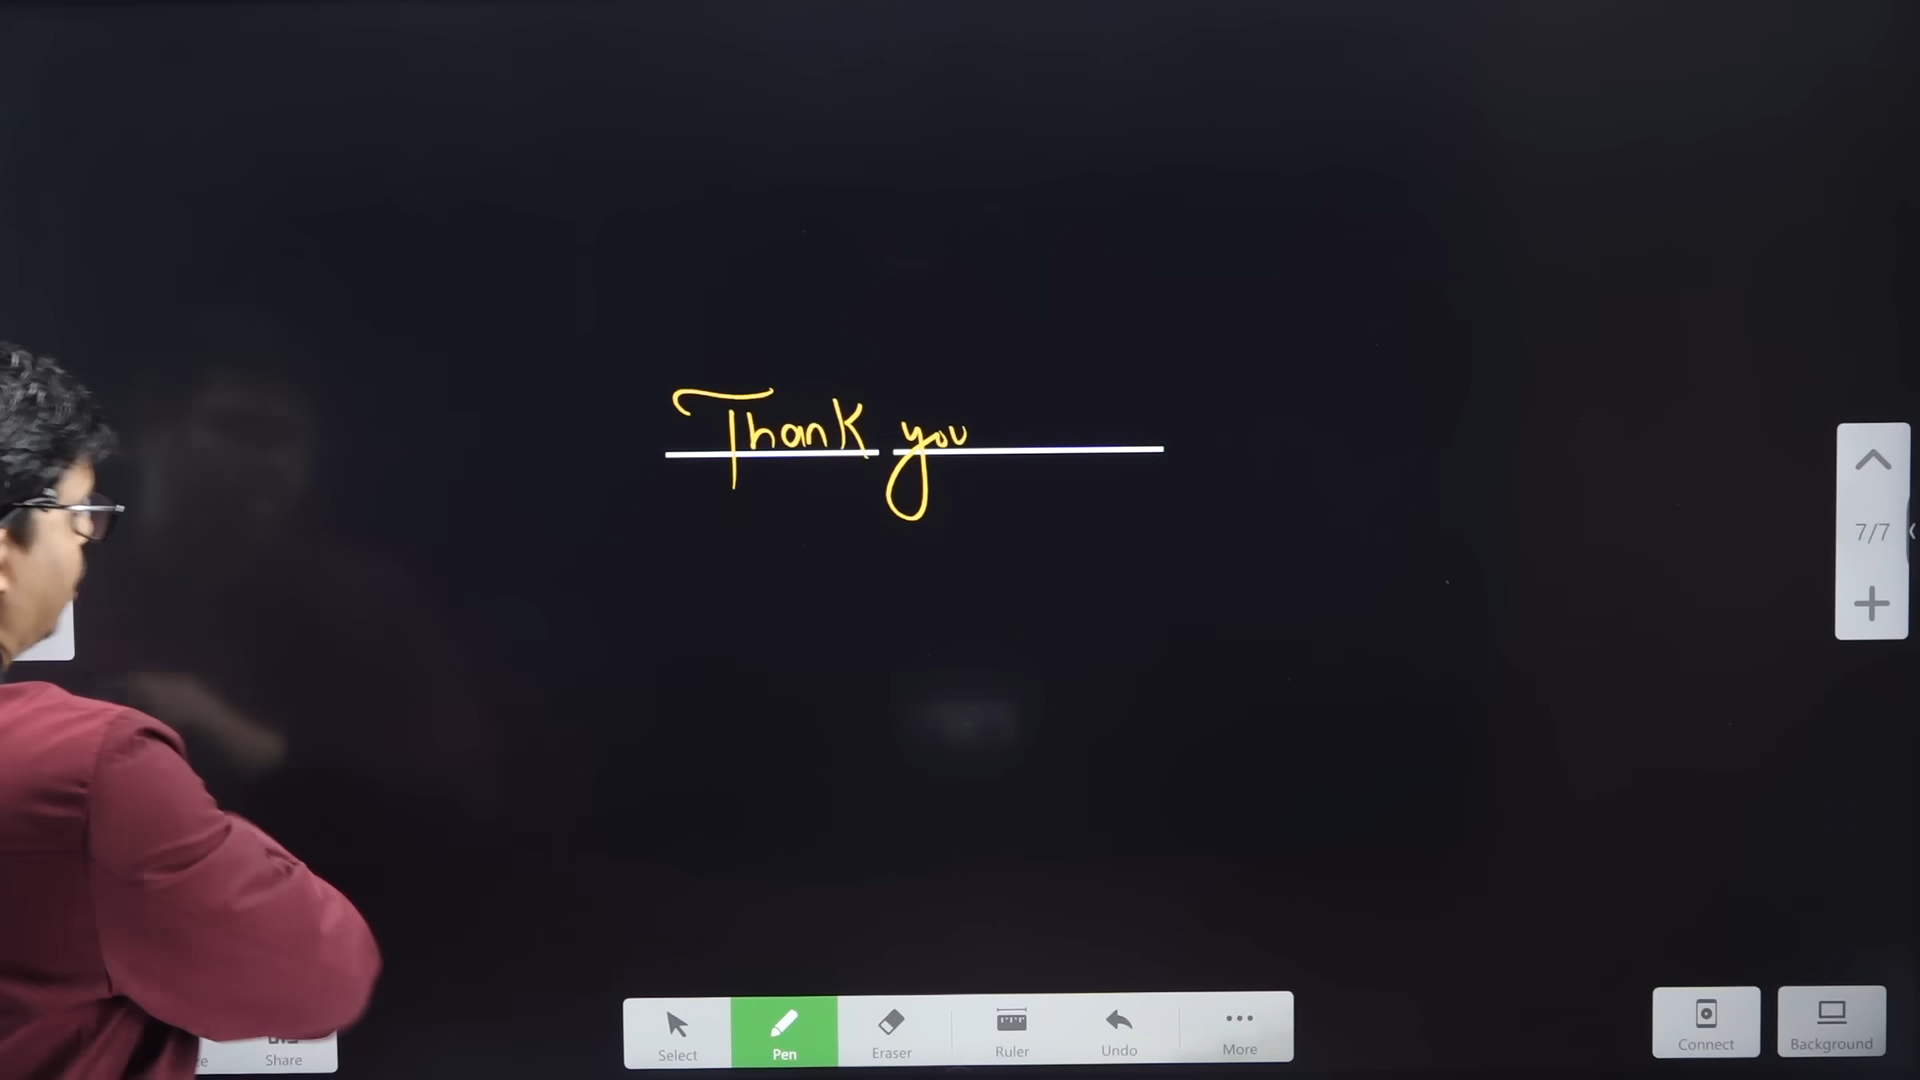 Thank you
7/7
Share
Select
Pen
Eraser
Ruler
Undo
More
Connect
Background